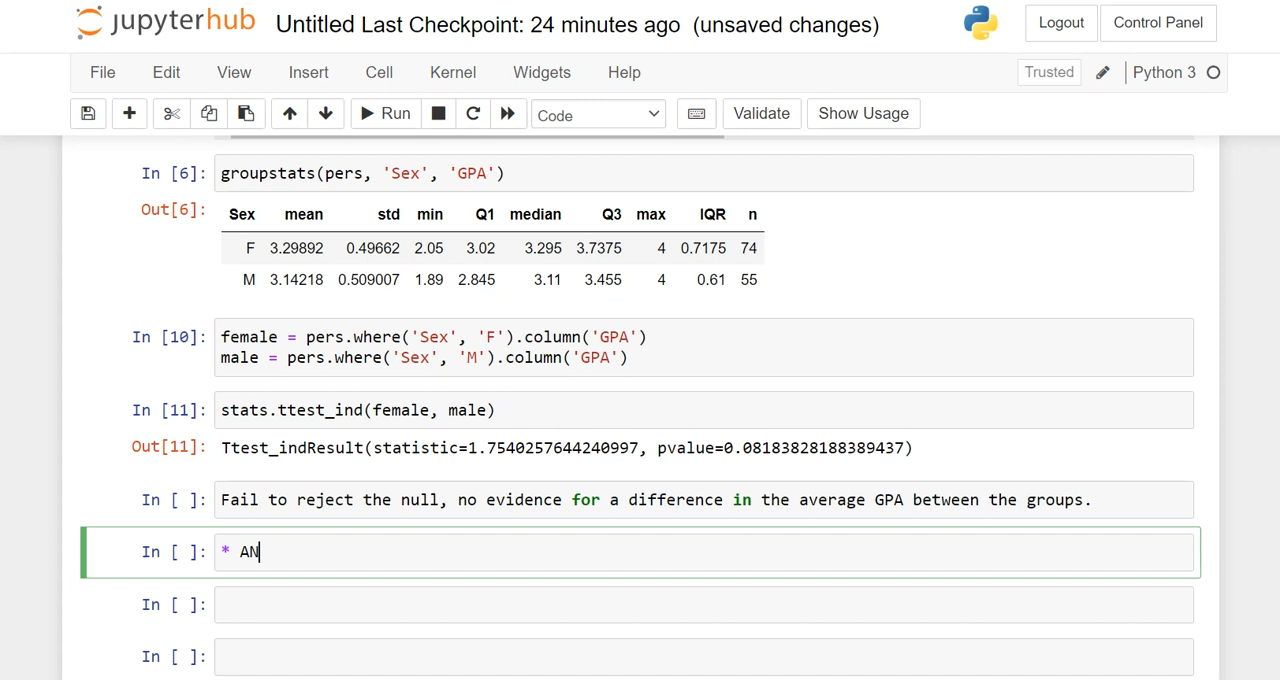 jupyterhub Untitled Last Checkpoint: 24 minutes ago (unsaved changes) Logout Control Panel
File Edit View Insert Cell Kernel Widgets Help Trusted Python 3
Run Code Validate Show Usage
In [6]: groupstats(pers, 'Sex', 'GPA')
Out[6]: Sex mean std min Q1 median Q3 max IQR n
F 3.29892 0.49662 2.05 3.02 3.295 3.7375 4 0.7175 74
M 3.14218 0.509007 1.89 2.845 3.11 3.455 4 0.61 55
In [10]: female = pers.where('Sex', 'F').column('GPA')
male = pers.where('Sex', 'M').column('GPA')
In [11]: stats.ttest_ind(female, male)
Out[11]: Ttest_indResult(statistic=1.7540257644240997, pvalue=0.08183828188389437)
In [ ]: Fail to reject the null, no evidence for a difference in the average GPA between the groups.
In [ ]: * AN
In [ ]:
In [ ]: